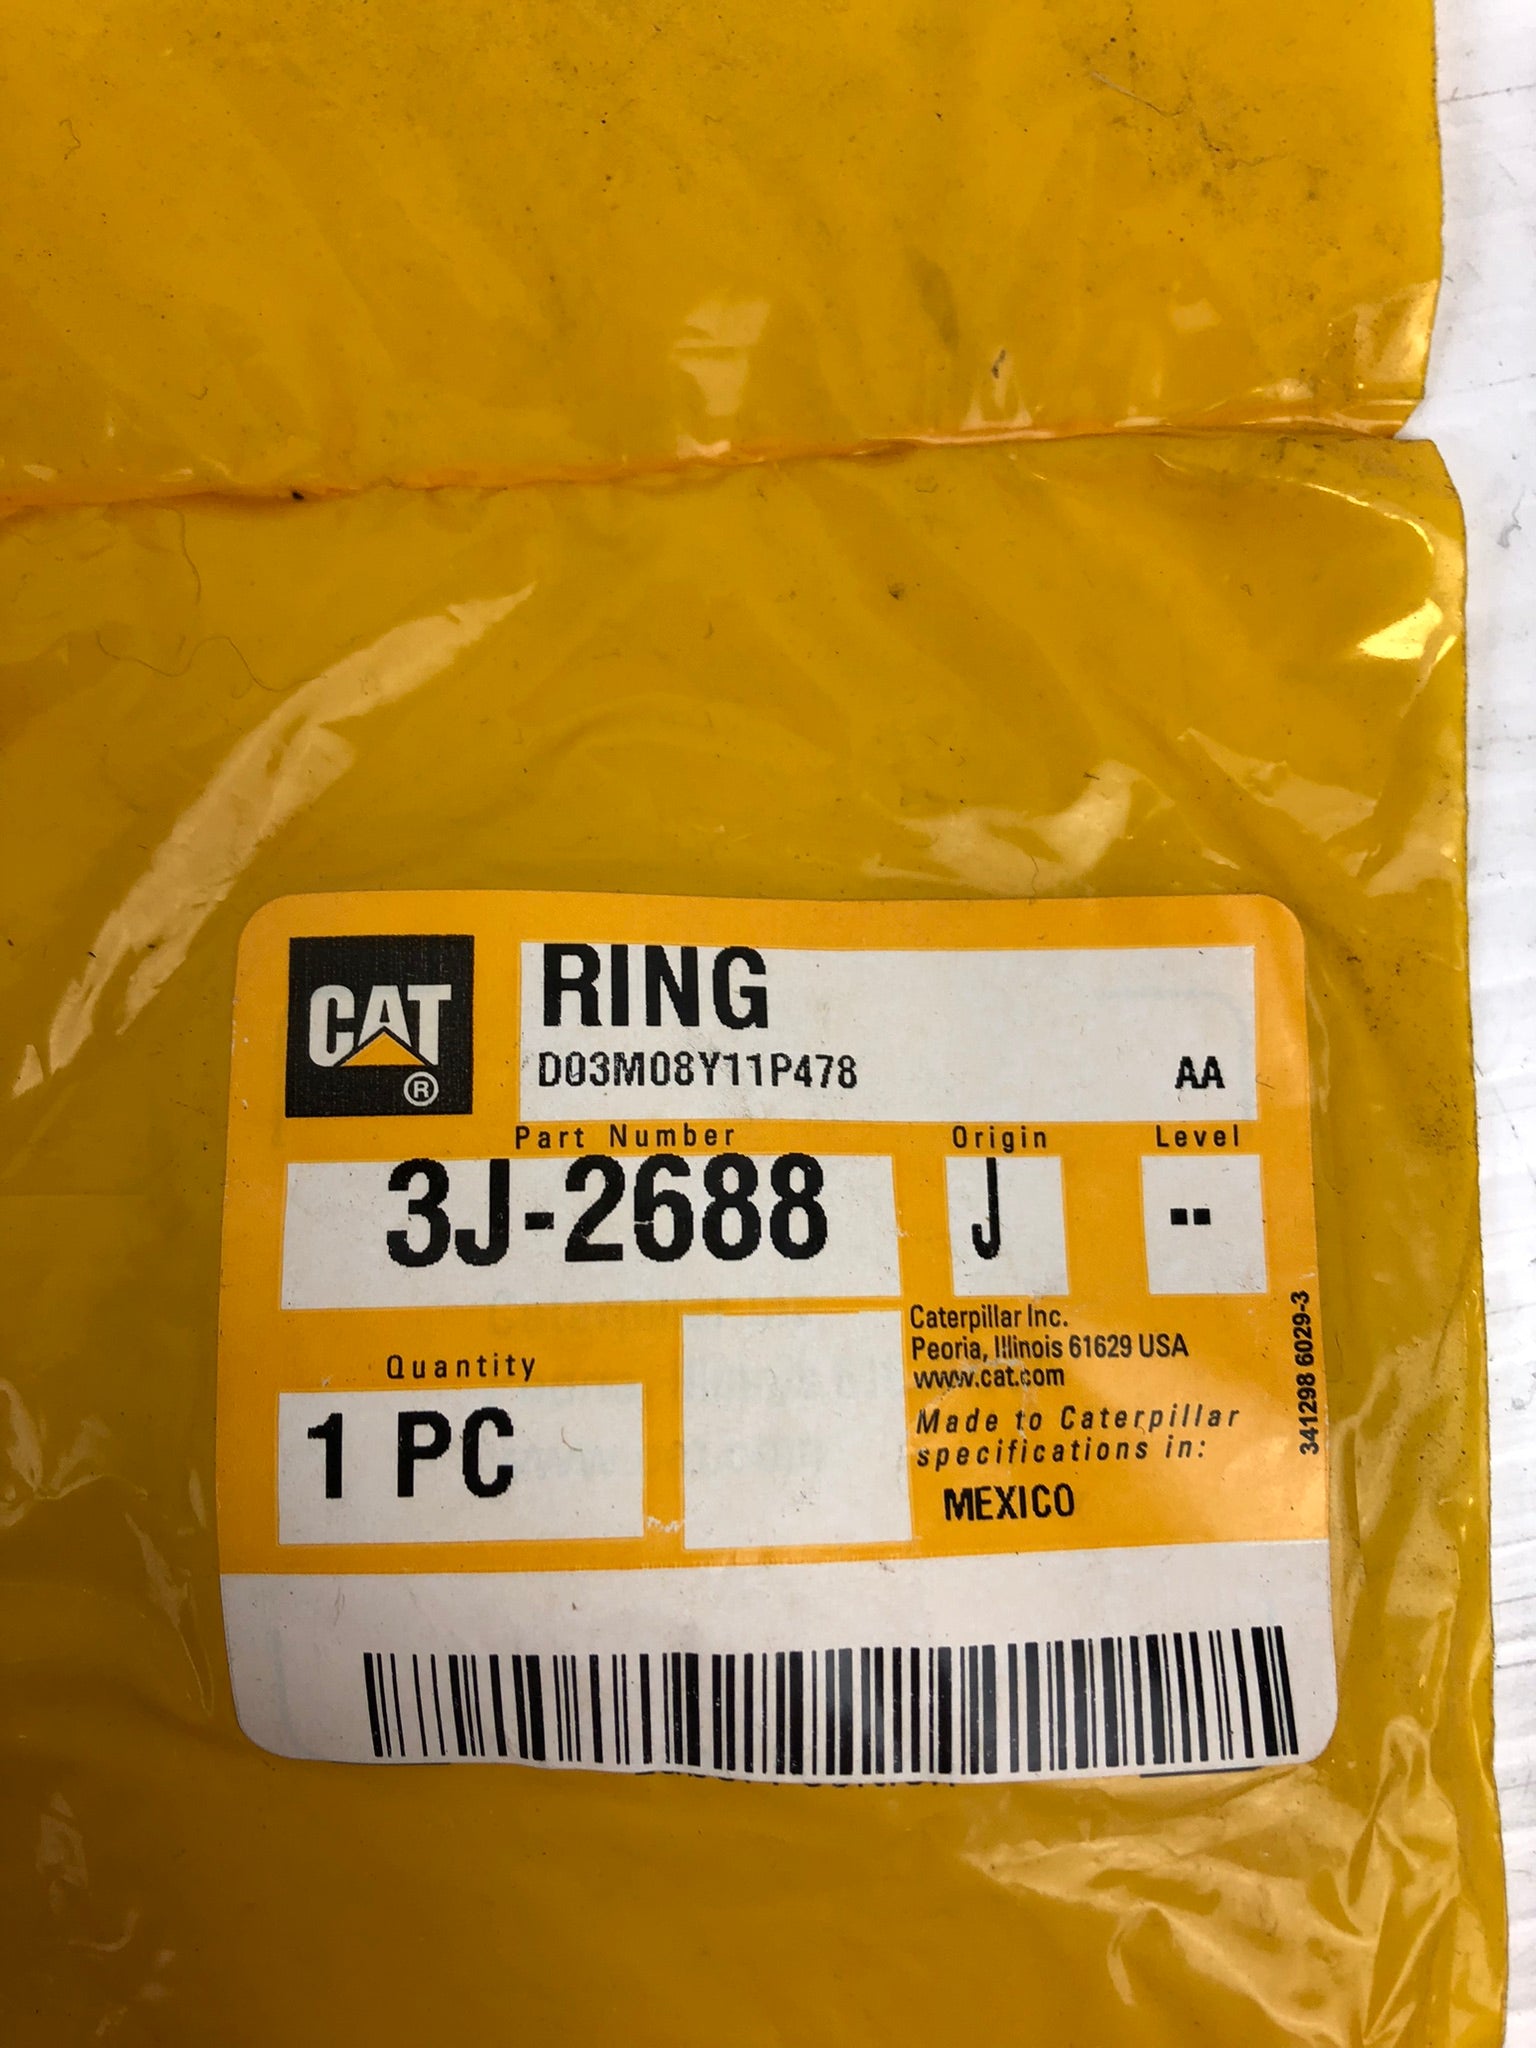 CAT
®
RING
D03M08Y11P478 AA
Part Number Origin Level
3J-2688 J --
Caterpillar Inc.
Peoria, Illinois 61629 USA
www.cat.com
Quantity
1 PC
Made to Caterpillar
specifications in:
MEXICO
341298 6029-3